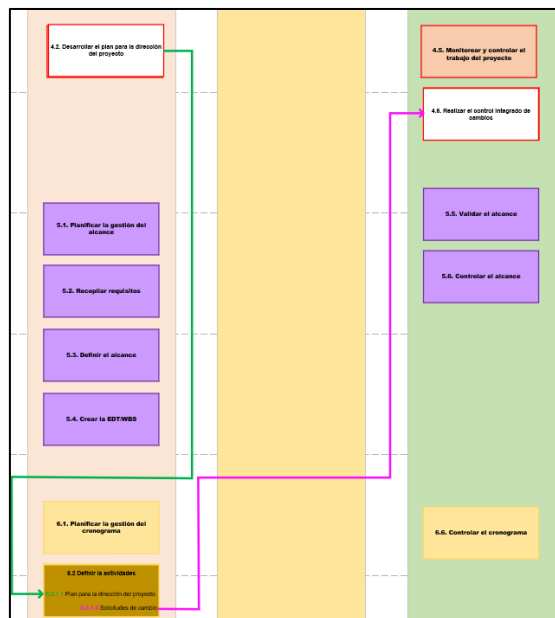 4.2. Desarrollar el plan para la dirección
del proyecto
4.5. Monitorear y controlar el
trabajo del proyecto
4.6. Realizar el control integrado de
cambios
5.1. Planificar la gestión del
alcance
5.5. Validar el alcance
5.2. Recopilar requisitos
5.6. Controlar el alcance
5.3. Definir el alcance
5.4. Crear la EDT/WBS
6.1. Planificar la gestión del
cronograma
6.6. Controlar el cronograma
6.2 Definir la actividades
Plan para la dirección del proyecto
Solicitudes de cambio